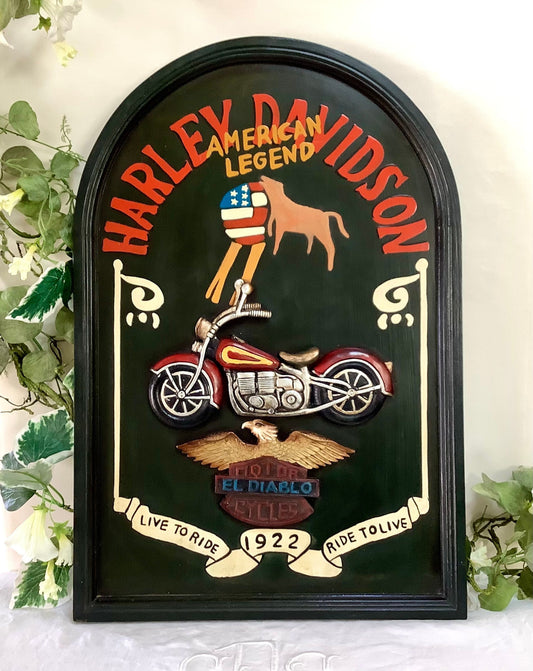 HARLEY DAVIDSON
AMERICAN
LEGEND
MOTOR
EL DIABLO
CYCLES
LIVE TO RIDE
1922
RIDE TO LIVE